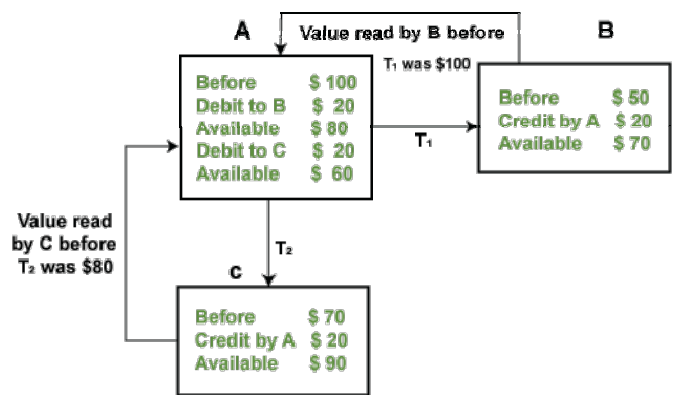 A
Value read by B before
T₁ was $100
B
Before $ 100
Debit to B $ 20
Available $ 80
Debit to C $ 20
Available $ 60
T₁
Before $ 50
Credit by A $ 20
Available $ 70
Value read
by C before
T₂ was $80
T₂
C
Before $ 70
Credit by A $ 20
Available $ 90